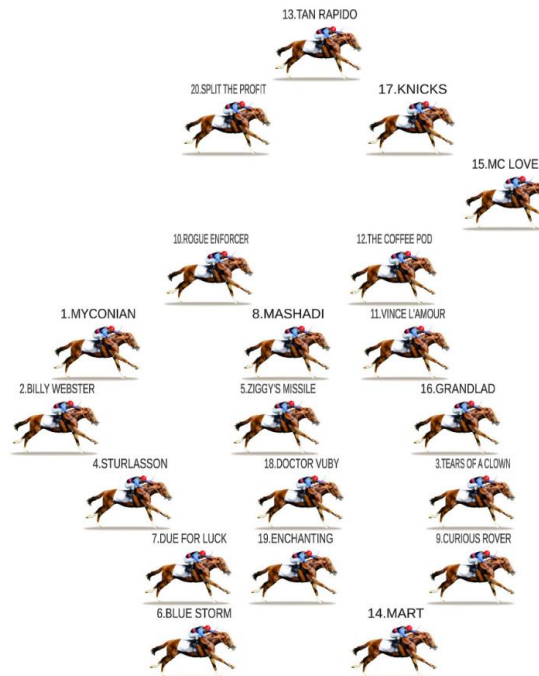 13.TAN RAPIDO
20.SPLIT THE PROFIT
17.KNICKS
15.MC LOVE
10.ROGUE ENFORCER
12.THE COFFEE POD
1.MYCONIAN
8.MASHADI
11.VINCE L'AMOUR
2.BILLY WEBSTER
5.ZIGGY'S MISSILE
16.GRANDLAD
4.STURLASSON
18.DOCTOR VUBY
3.TEARS OF A CLOWN
7.DUE FOR LUCK
19.ENCHANTING
9.CURIOUS ROVER
6.BLUE STORM
14.MART